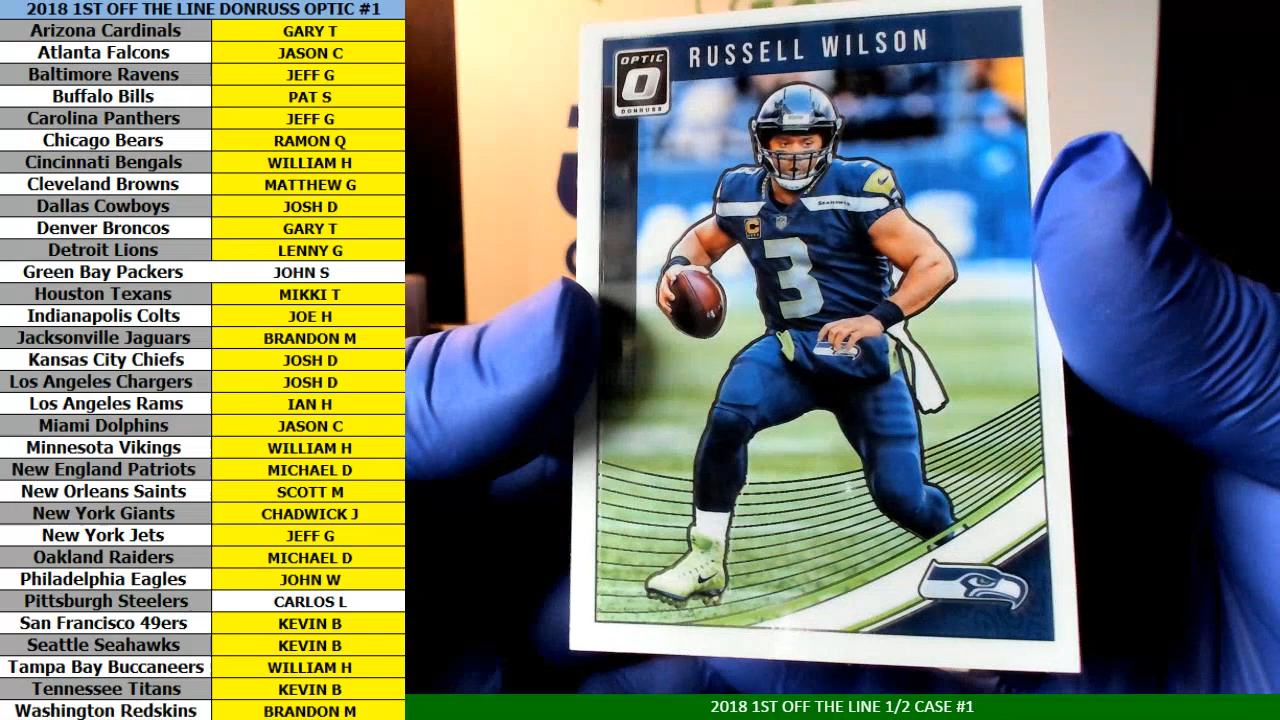 2018 1ST OFF THE LINE DONRUSS OPTIC #1
Arizona Cardinals GARY T
Atlanta Falcons JASON C
Baltimore Ravens JEFF G
Buffalo Bills PAT S
Carolina Panthers JEFF G
Chicago Bears RAMON Q
Cincinnati Bengals WILLIAM H
Cleveland Browns MATTHEW G
Dallas Cowboys JOSH D
Denver Broncos GARY T
Detroit Lions LENNY G
Green Bay Packers JOHN S
Houston Texans MIKKI T
Indianapolis Colts JOE H
Jacksonville Jaguars BRANDON M
Kansas City Chiefs JOSH D
Los Angeles Chargers JOSH D
Los Angeles Rams IAN H
Miami Dolphins JASON C
Minnesota Vikings WILLIAM H
New England Patriots MICHAEL D
New Orleans Saints SCOTT M
New York Giants CHADWICK J
New York Jets JEFF G
Oakland Raiders MICHAEL D
Philadelphia Eagles JOHN W
Pittsburgh Steelers CARLOS L
San Francisco 49ers KEVIN B
Seattle Seahawks KEVIN B
Tampa Bay Buccaneers WILLIAM H
Tennessee Titans KEVIN B
Washington Redskins BRANDON M
RUSSELL WILSON
OPTIC
O
DONRUSS
SEAHAWKS
C
3
2018 1ST OFF THE LINE 1/2 CASE #1